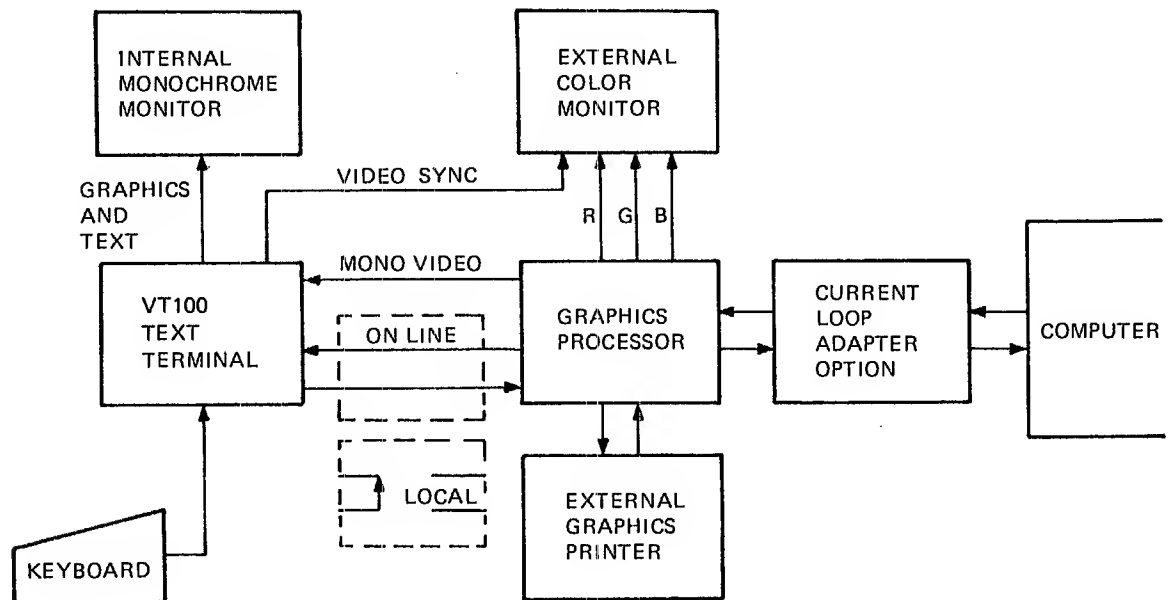 INTERNAL
MONOCHROME
MONITOR
EXTERNAL
COLOR
MONITOR
GRAPHICS
AND
TEXT
VIDEO SYNC
R G B
MONO VIDEO
VT100
TEXT
TERMINAL
ON LINE
GRAPHICS
PROCESSOR
CURRENT
LOOP
ADAPTER
OPTION
COMPUTER
LOCAL
EXTERNAL
GRAPHICS
PRINTER
KEYBOARD